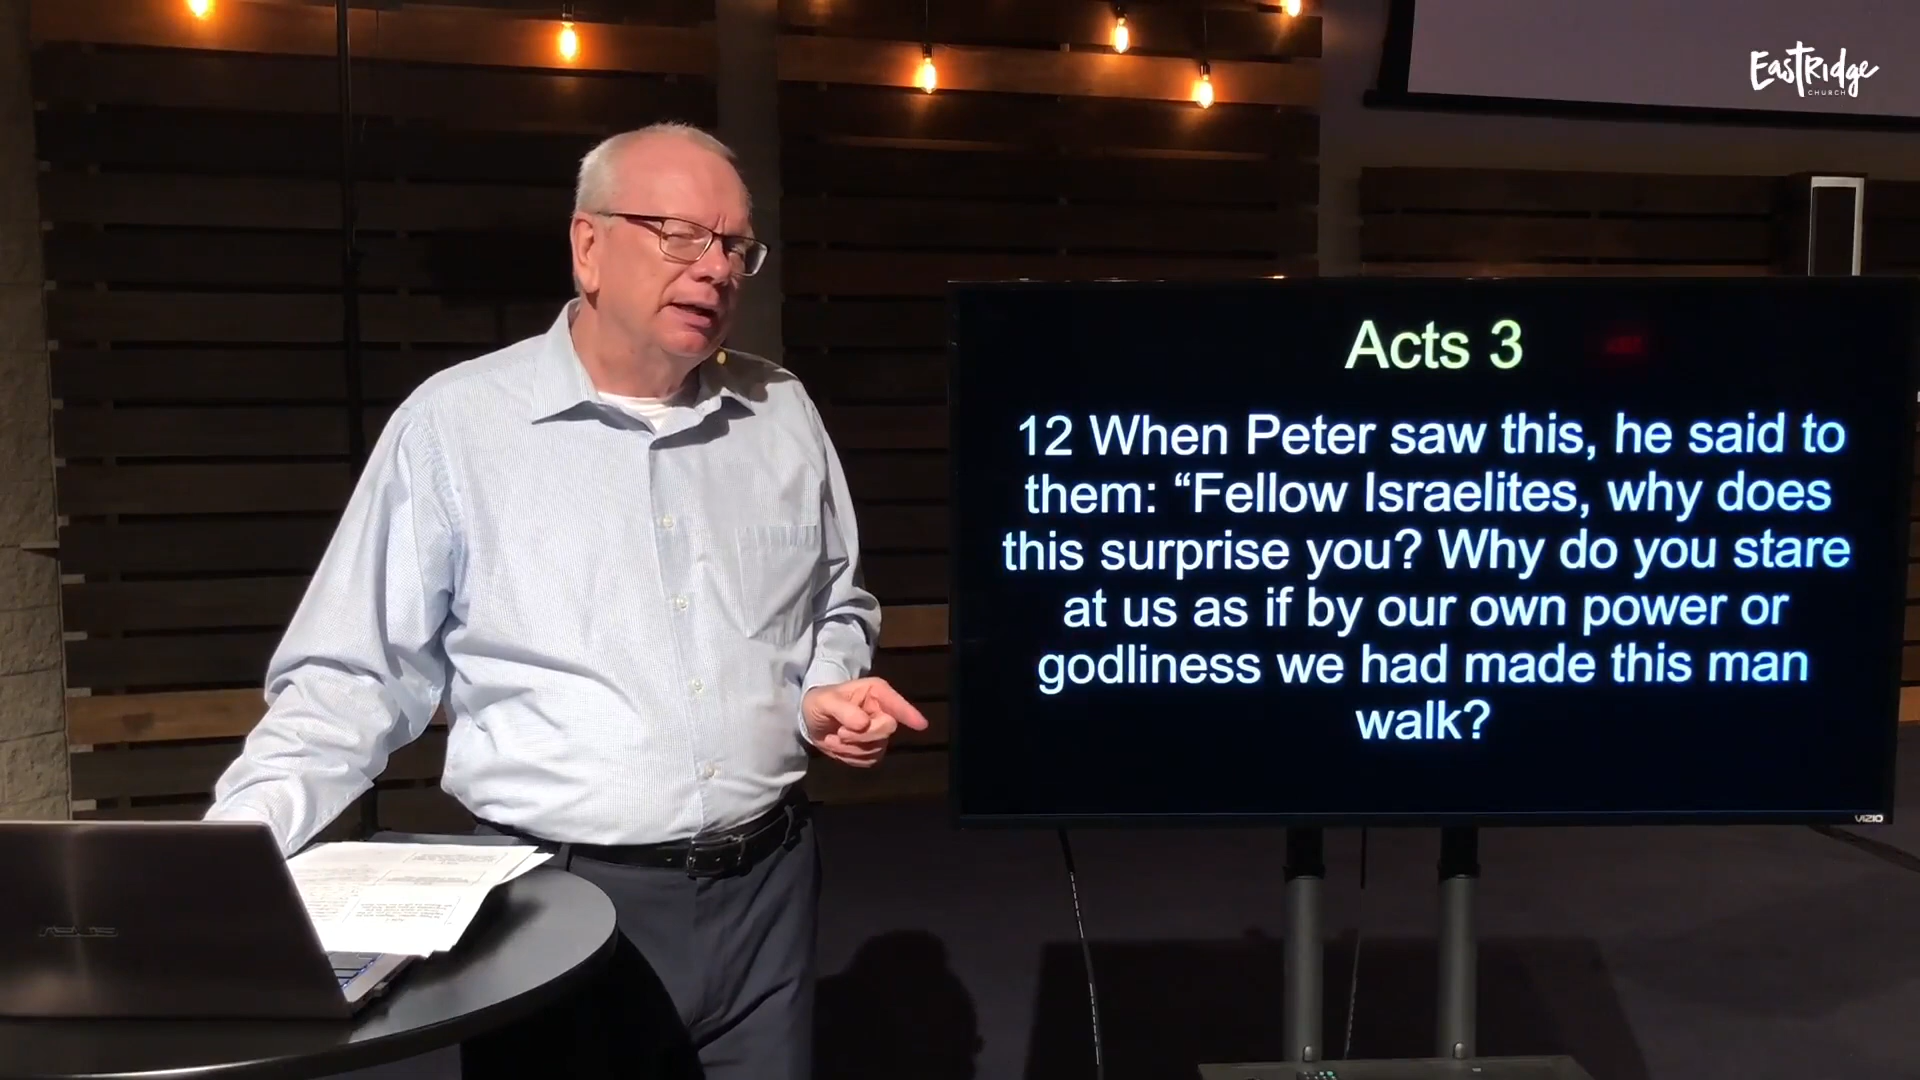 EastRidge
CHURCH
Acts 3
12 When Peter saw this, he said to
them: “Fellow Israelites, why does
this surprise you? Why do you stare
at us as if by our own power or
godliness we had made this man
walk?
VIZIO
ASUS